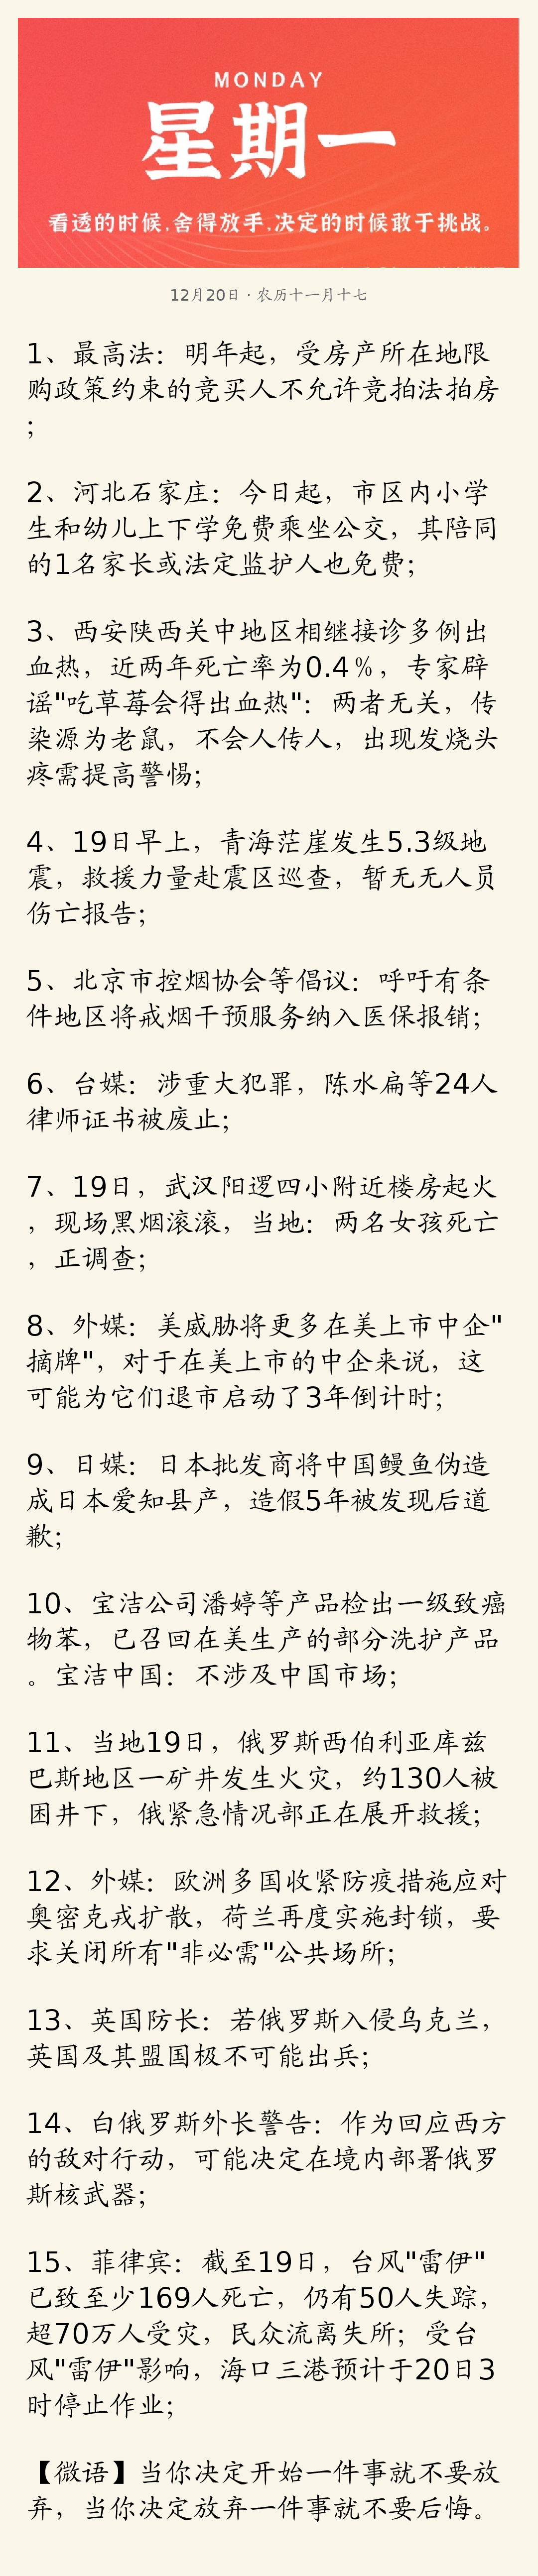 MONDAY
星期一
看透的时候,舍得放手,决定的时候敢于挑战。
12月20日·农历十一月十七
1、最高法：明年起，受房产所在地限
购政策约束的竞买人不允许竞拍法拍房
；
2、河北石家庄：今日起，市区内小学
生和幼儿上下学免费乘坐公交，其陪同
的1名家长或法定监护人也免费；
3、西安陕西关中地区相继接诊多例出
血热，近两年死亡率为0.4％，专家辟
谣"吃草莓会得出血热"：两者无关，传
染源为老鼠，不会人传人，出现发烧头
疼需提高警惕；
4、19日早上，青海茫崖发生5.3级地
震，救援力量赴震区巡查，暂无无人员
伤亡报告；
5、北京市控烟协会等倡议：呼吁有条
件地区将戒烟干预服务纳入医保报销；
6、台媒：涉重大犯罪，陈水扁等24人
律师证书被废止；
7、19日，武汉阳逻四小附近楼房起火
，现场黑烟滚滚，当地：两名女孩死亡
，正调查；
8、外媒：美威胁将更多在美上市中企"
摘牌"，对于在美上市的中企来说，这
可能为它们退市启动了3年倒计时；
9、日媒：日本批发商将中国鳗鱼伪造
成日本爱知县产，造假5年被发现后道
歉；
10、宝洁公司潘婷等产品检出一级致癌
物苯，已召回在美生产的部分洗护产品
。宝洁中国：不涉及中国市场；
11、当地19日，俄罗斯西伯利亚库兹
巴斯地区一矿井发生火灾，约130人被
困井下，俄紧急情况部正在展开救援；
12、外媒：欧洲多国收紧防疫措施应对
奥密克戎扩散，荷兰再度实施封锁，要
求关闭所有"非必需"公共场所；
13、英国防长：若俄罗斯入侵乌克兰，
英国及其盟国极不可能出兵；
14、白俄罗斯外长警告：作为回应西方
的敌对行动，可能决定在境内部署俄罗
斯核武器；
15、菲律宾：截至19日，台风"雷伊"
已致至少169人死亡，仍有50人失踪，
超70万人受灾，民众流离失所；受台
风"雷伊"影响，海口三港预计于20日3
时停止作业；
【微语】当你决定开始一件事就不要放
弃，当你决定放弃一件事就不要后悔。